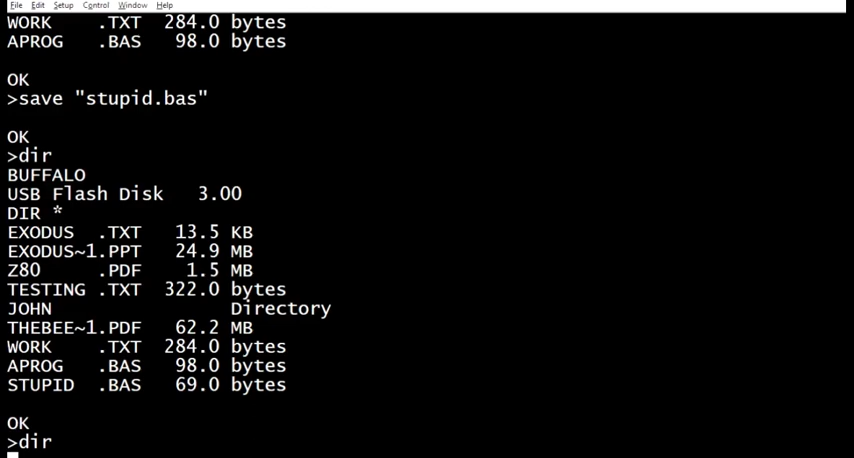 File Edit Setup Control Window Help
WORK    .TXT  284.0 bytes
APROG   .BAS   98.0 bytes
OK
>save "stupid.bas"
OK
>dir
BUFFALO
USB Flash Disk   3.00
DIR *
EXODUS  .TXT   13.5 KB
EXODUS~1.PPT   24.9 MB
Z80     .PDF    1.5 MB
TESTING .TXT  322.0 bytes
JOHN                Directory
THEBEE~1.PDF   62.2 MB
WORK    .TXT  284.0 bytes
APROG   .BAS   98.0 bytes
STUPID  .BAS   69.0 bytes
OK
>dir